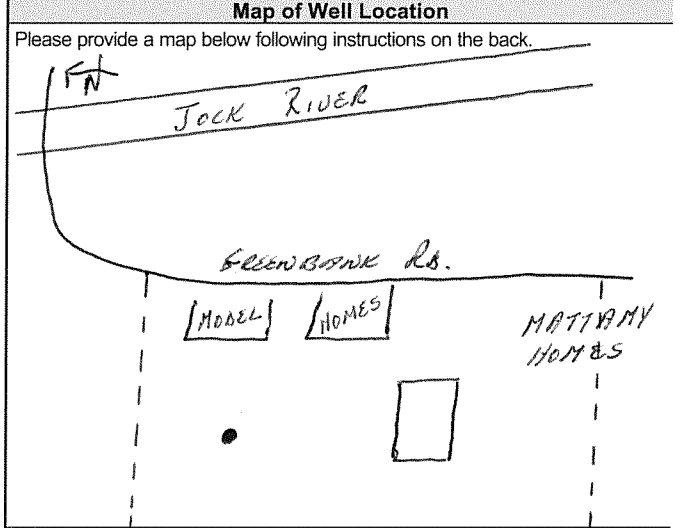 Map of Well Location
Please provide a map below following instructions on the back.
N
JOCK RIVER
GREENBANK RD.
MODEL HOMES
MATTAMY
HOMES